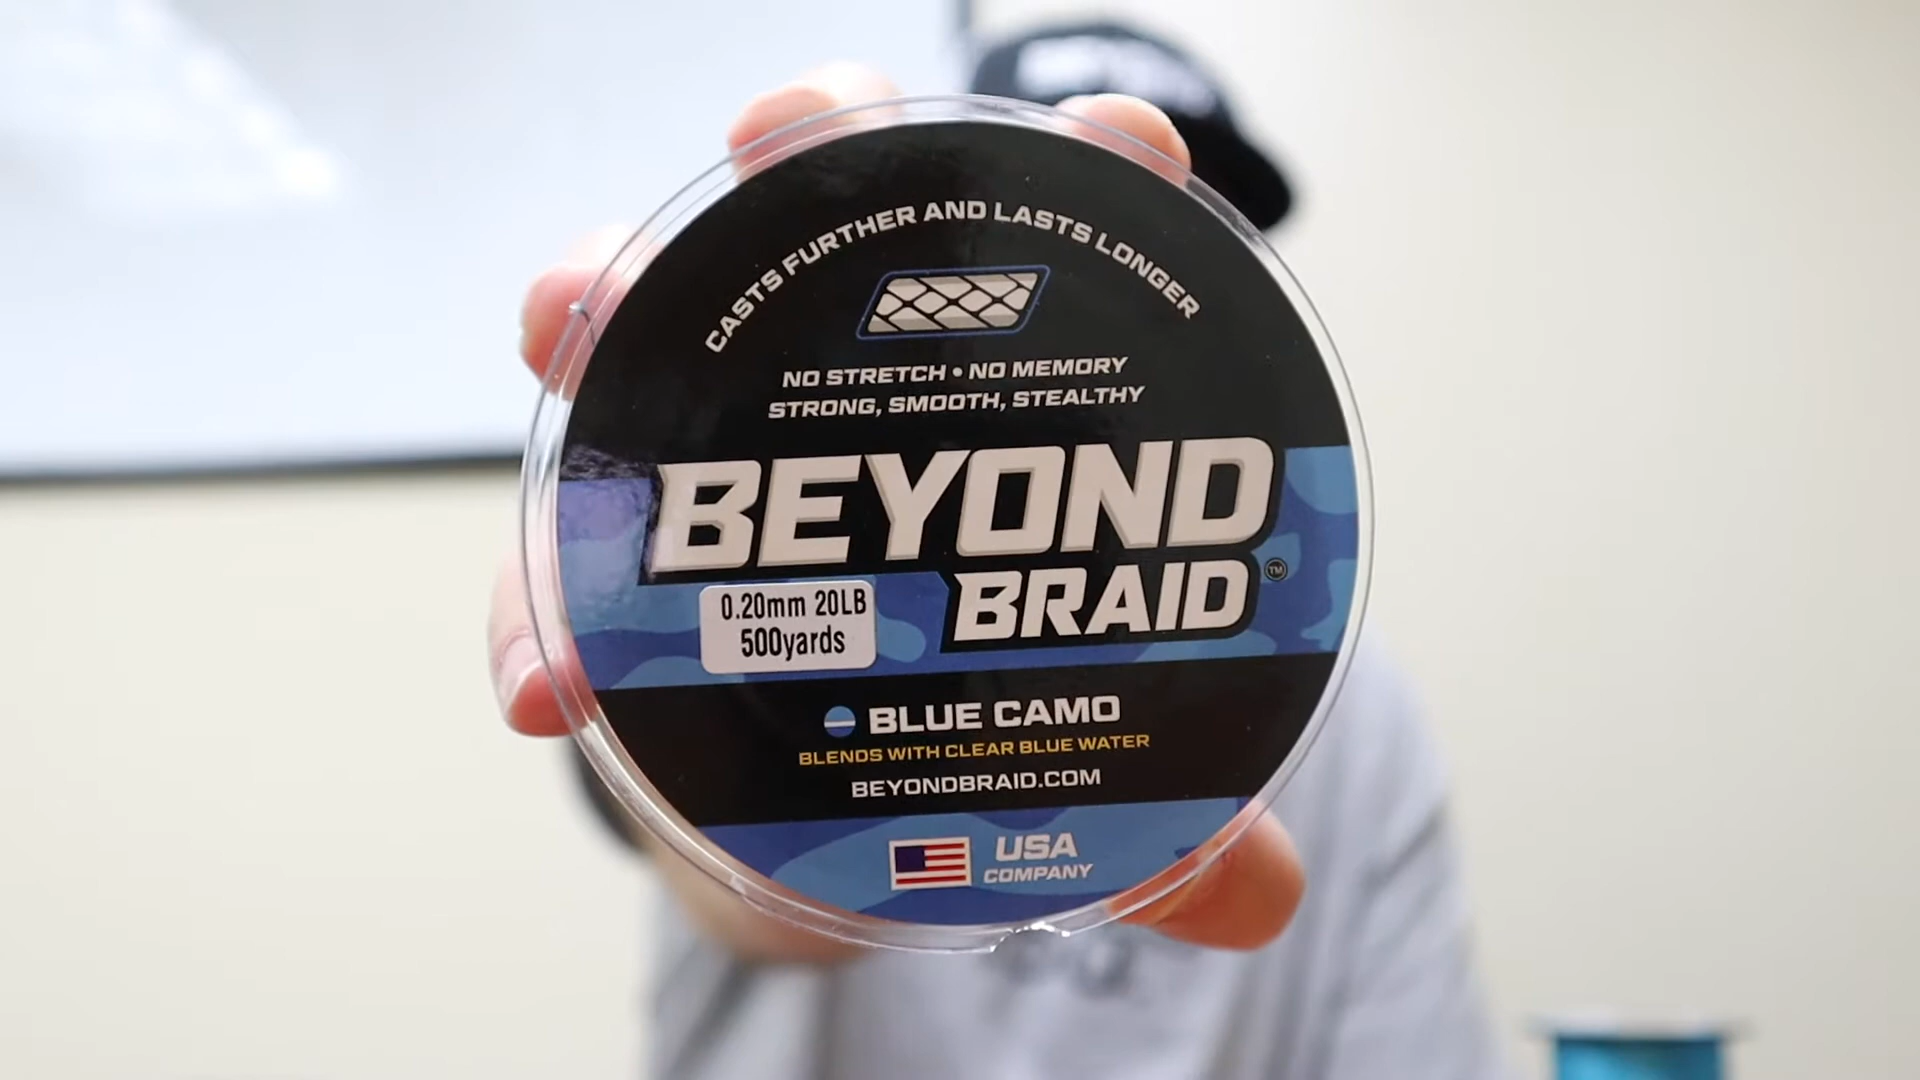 CASTS FURTHER AND LASTS LONGER
NO STRETCH • NO MEMORY
STRONG, SMOOTH, STEALTHY
BEYOND
BRAID™
0.20mm 20LB
500yards
BLUE CAMO
BLENDS WITH CLEAR BLUE WATER
BEYONDBRAID.COM
USA
COMPANY